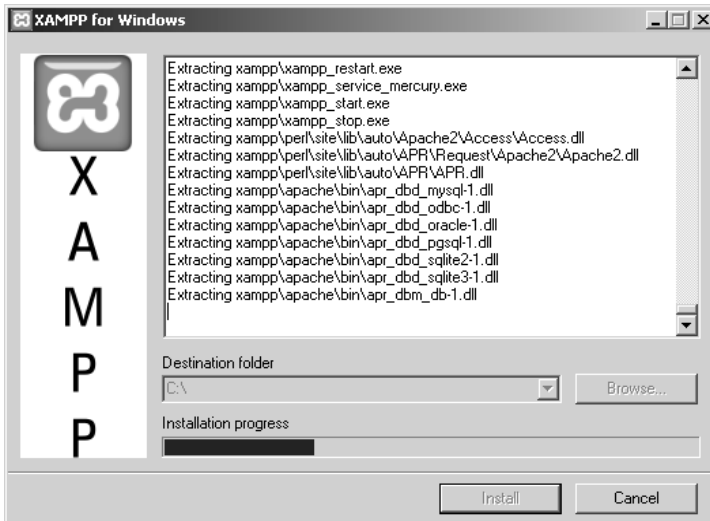 XAMPP for Windows
X
A
M
P
P
Extracting xampp\xampp_restart.exe
Extracting xampp\xampp_service_mercury.exe
Extracting xampp\xampp_start.exe
Extracting xampp\xampp_stop.exe
Extracting xampp\perl\site\lib\auto\Apache2\Access\Access.dll
Extracting xampp\perl\site\lib\auto\APR\Request\Apache2\Apache2.dll
Extracting xampp\perl\site\lib\auto\APR\APR.dll
Extracting xampp\apache\bin\apr_dbd_mysql-1.dll
Extracting xampp\apache\bin\apr_dbd_odbc-1.dll
Extracting xampp\apache\bin\apr_dbd_oracle-1.dll
Extracting xampp\apache\bin\apr_dbd_pgsql-1.dll
Extracting xampp\apache\bin\apr_dbd_sqlite2-1.dll
Extracting xampp\apache\bin\apr_dbd_sqlite3-1.dll
Extracting xampp\apache\bin\apr_dbm_db-1.dll
Destination folder
C:\
Browse...
Installation progress
Install
Cancel